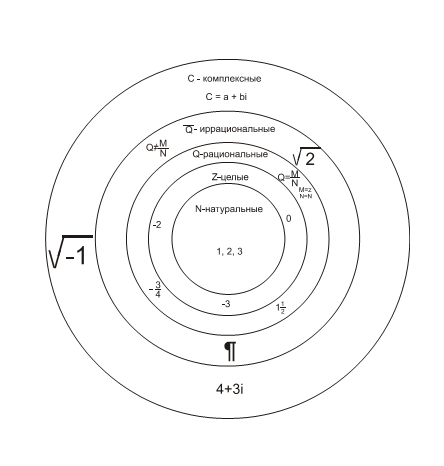 C - комплексные
C = a + bi
Q̅- иррациональные
Q≠M/N
√2
Q-рациональные
Q=M/N
M=z
N=N
Z-целые
N-натуральные
-2
0
√-1
1, 2, 3
-3/4
-3
1 1/2
¶
4+3i